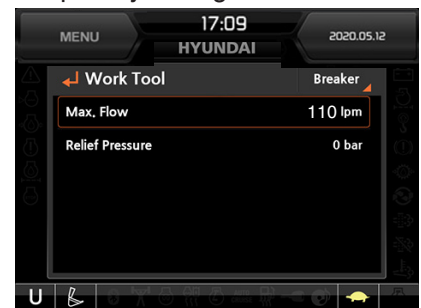 17:09
MENU
2020.05.12
HYUNDAI
Work Tool
Breaker
Max. Flow
110 lpm
Relief Pressure
0 bar
U